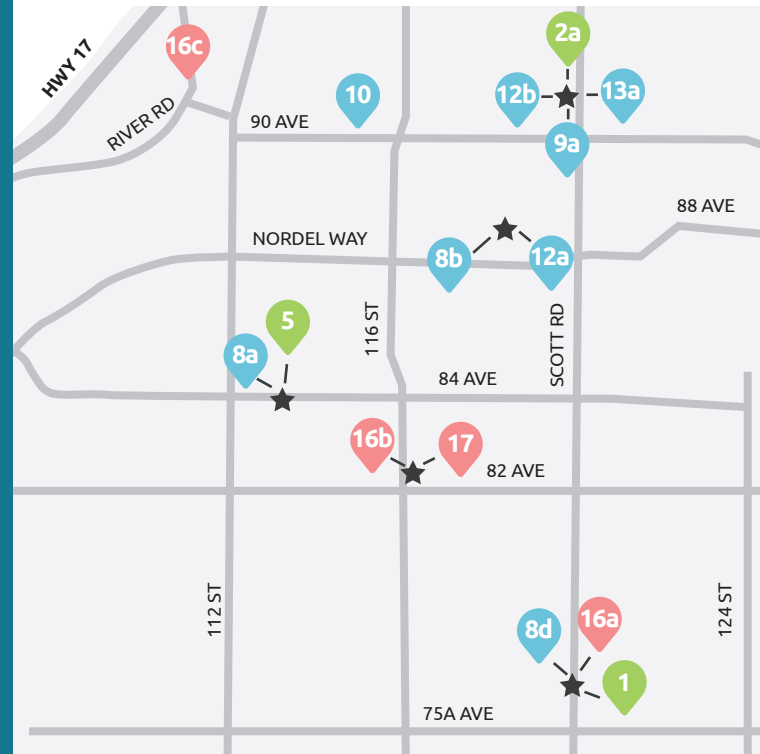 HWY 17
16c
2a
10
12b
13a
RIVER RD
90 AVE
9a
88 AVE
NORDEL WAY
8b
12a
5
116 ST
SCOTT RD
8a
84 AVE
16b
17
82 AVE
112 ST
124 ST
8d
16a
1
75A AVE